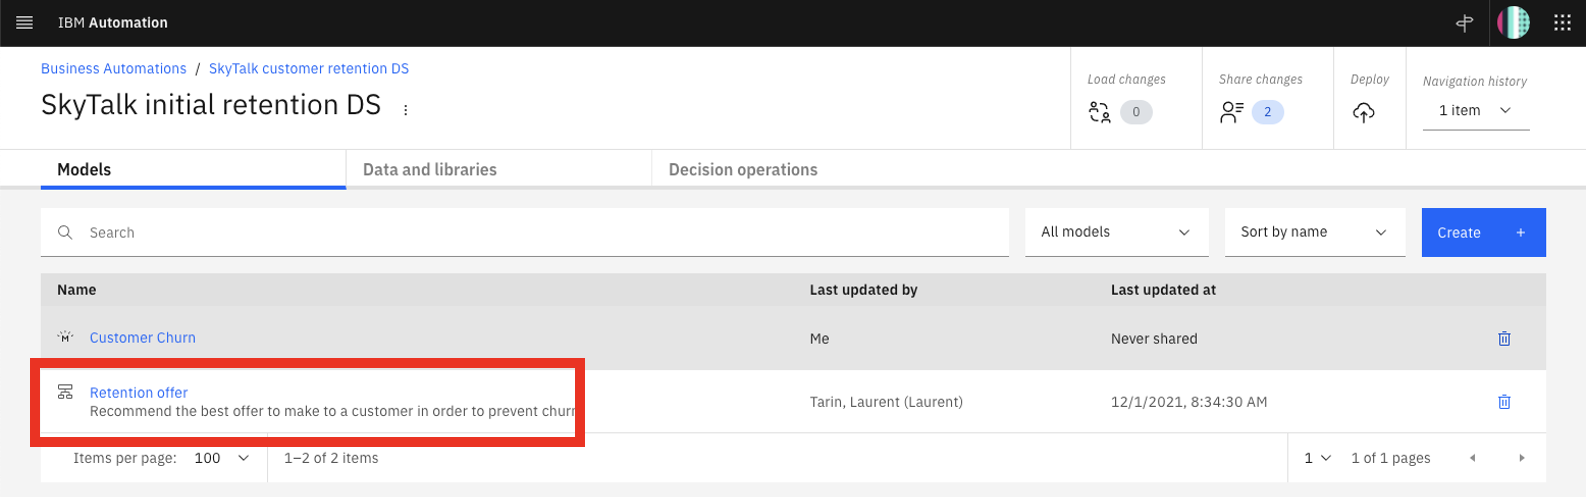 IBM Automation
Business Automations / SkyTalk customer retention DS
SkyTalk initial retention DS
Load changes
0
Share changes
2
Deploy
Navigation history
1 item
Models
Data and libraries
Decision operations
Search
All models
Sort by name
Create +
Name Last updated by Last updated at
Customer Churn Me Never shared
Retention offer
Recommend the best offer to make to a customer in order to prevent churn
Tarin, Laurent (Laurent) 12/1/2021, 8:34:30 AM
Items per page: 100 1–2 of 2 items 1 1 of 1 pages